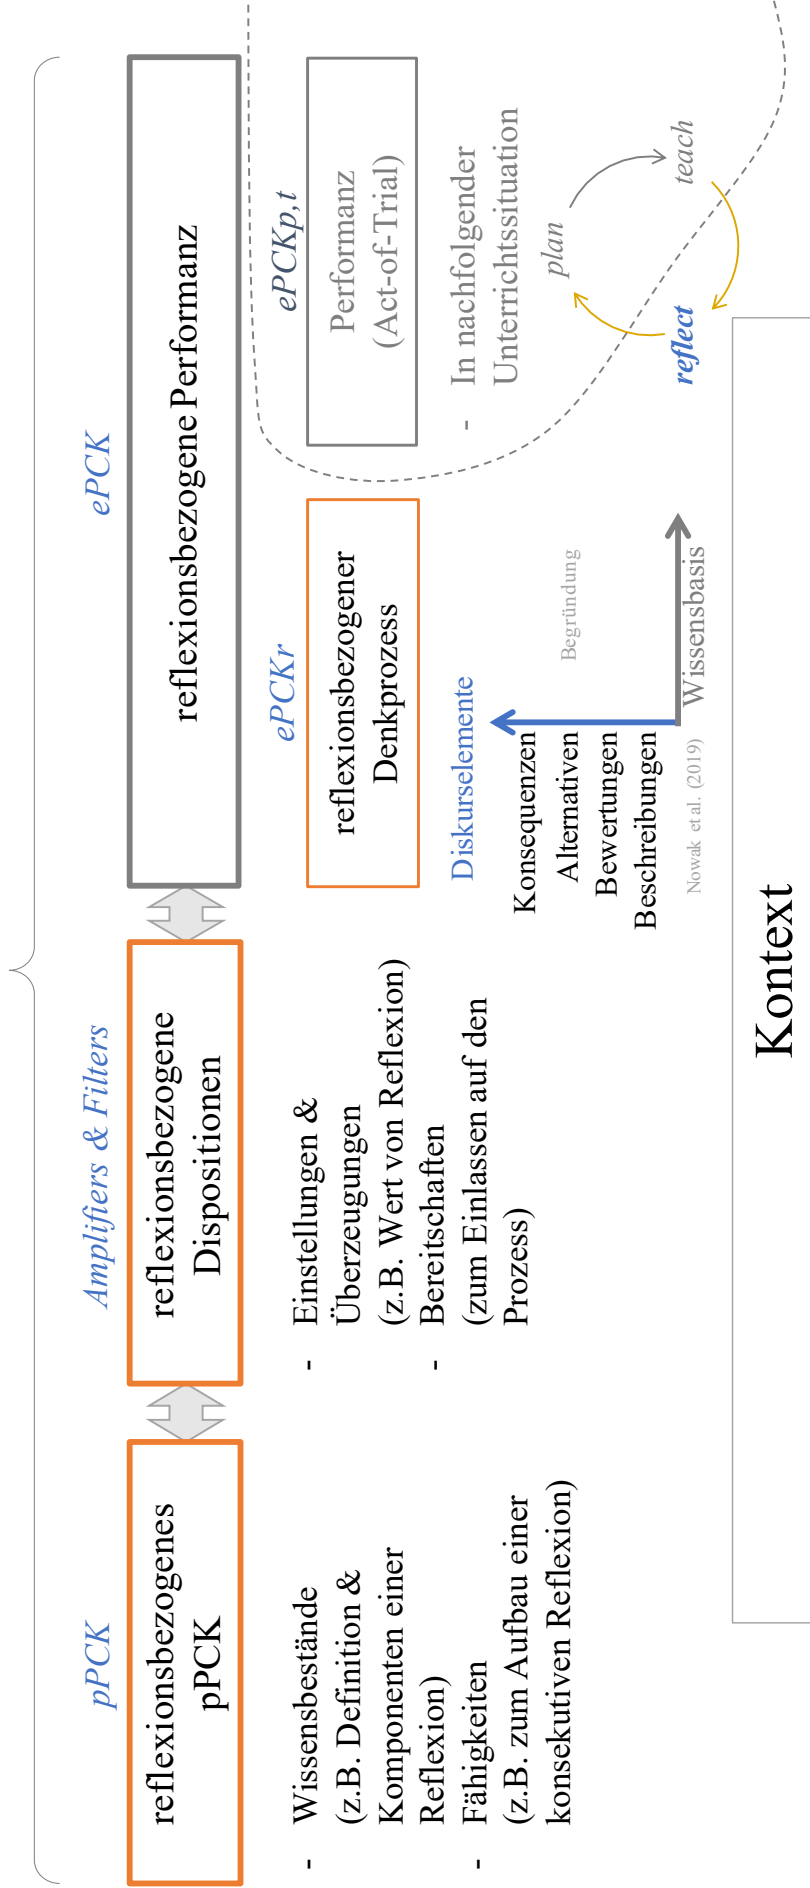 pPCK
reflexionsbezogenes
pPCK
- Wissensbestände
(z.B. Definition &
Komponenten einer
Reflexion)
- Fähigkeiten
(z.B. zum Aufbau einer
konsekutiven Reflexion)
Amplifiers & Filters
reflexionsbezogene
Dispositionen
- Einstellungen &
Überzeugungen
(z.B. Wert von Reflexion)
- Bereitschaften
(zum Einlassen auf den
Prozess)
ePCK
reflexionsbezogene Performanz
ePCKr
reflexionsbezogener
Denkprozess
Diskurselemente
Konsequenzen
Alternativen
Bewertungen
Beschreibungen
Begründung
Wissensbasis
Nowak et al. (2019)
ePCKp,t
Performanz
(Act-of-Trial)
- In nachfolgender
Unterrichtssituation
plan
teach
reflect
Kontext